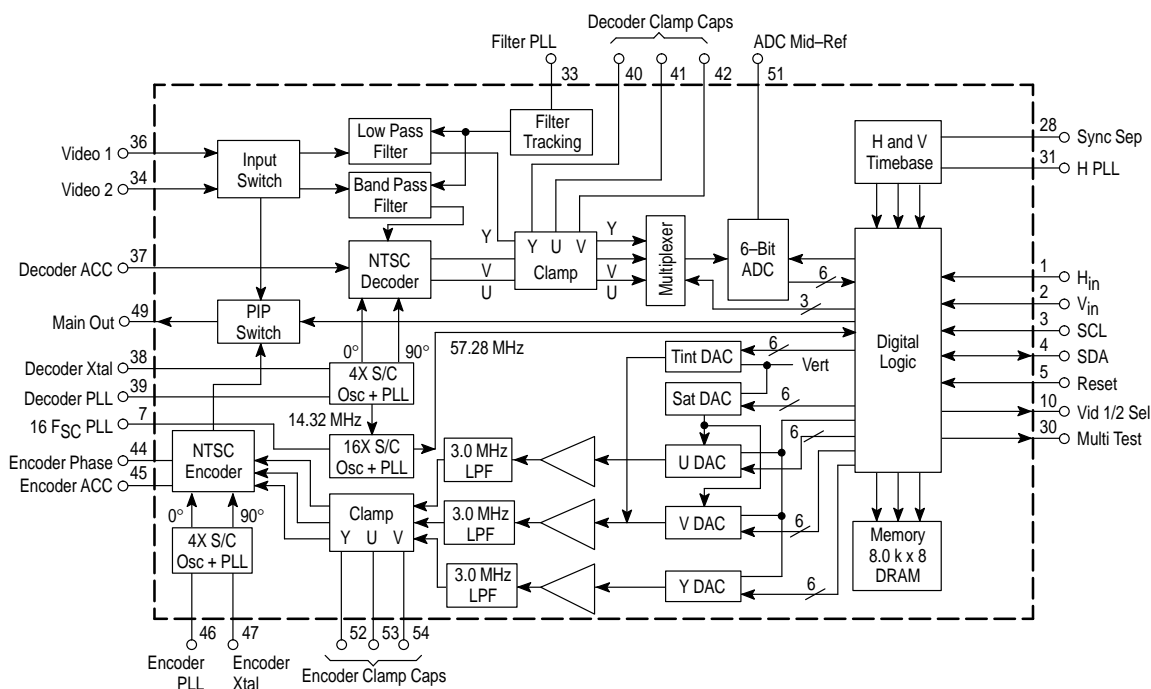 Decoder Clamp Caps
Filter PLL
ADC Mid–Ref
33
40
41
42
51
Video 1
36
Video 2
34
Input
Switch
Low Pass
Filter
Band Pass
Filter
Filter
Tracking
H and V
Timebase
28
Sync Sep
31
H PLL
Decoder ACC
37
NTSC
Decoder
Y
V
U
Y U V
Clamp
Y
V
U
Multiplexer
6–Bit
ADC
6
3
Main Out
49
PIP
Switch
0°
90°
57.28 MHz
Digital
Logic
1
Hin
2
Vin
3
SCL
4
SDA
5
Reset
10
Vid 1/2 Sel
30
Multi Test
Decoder Xtal
38
Decoder PLL
39
4X S/C
Osc + PLL
14.32 MHz
16 FSC PLL
7
16X S/C
Osc + PLL
Tint DAC
6
Vert
Sat DAC
6
Encoder Phase
44
Encoder ACC
45
NTSC
Encoder
0°
90°
4X S/C
Osc + PLL
Clamp
Y U V
3.0 MHz
LPF
U DAC
6
3.0 MHz
LPF
V DAC
6
3.0 MHz
LPF
Y DAC
6
Memory
8.0 k x 8
DRAM
46
47
52
53
54
Encoder
PLL
Encoder
Xtal
Encoder Clamp Caps